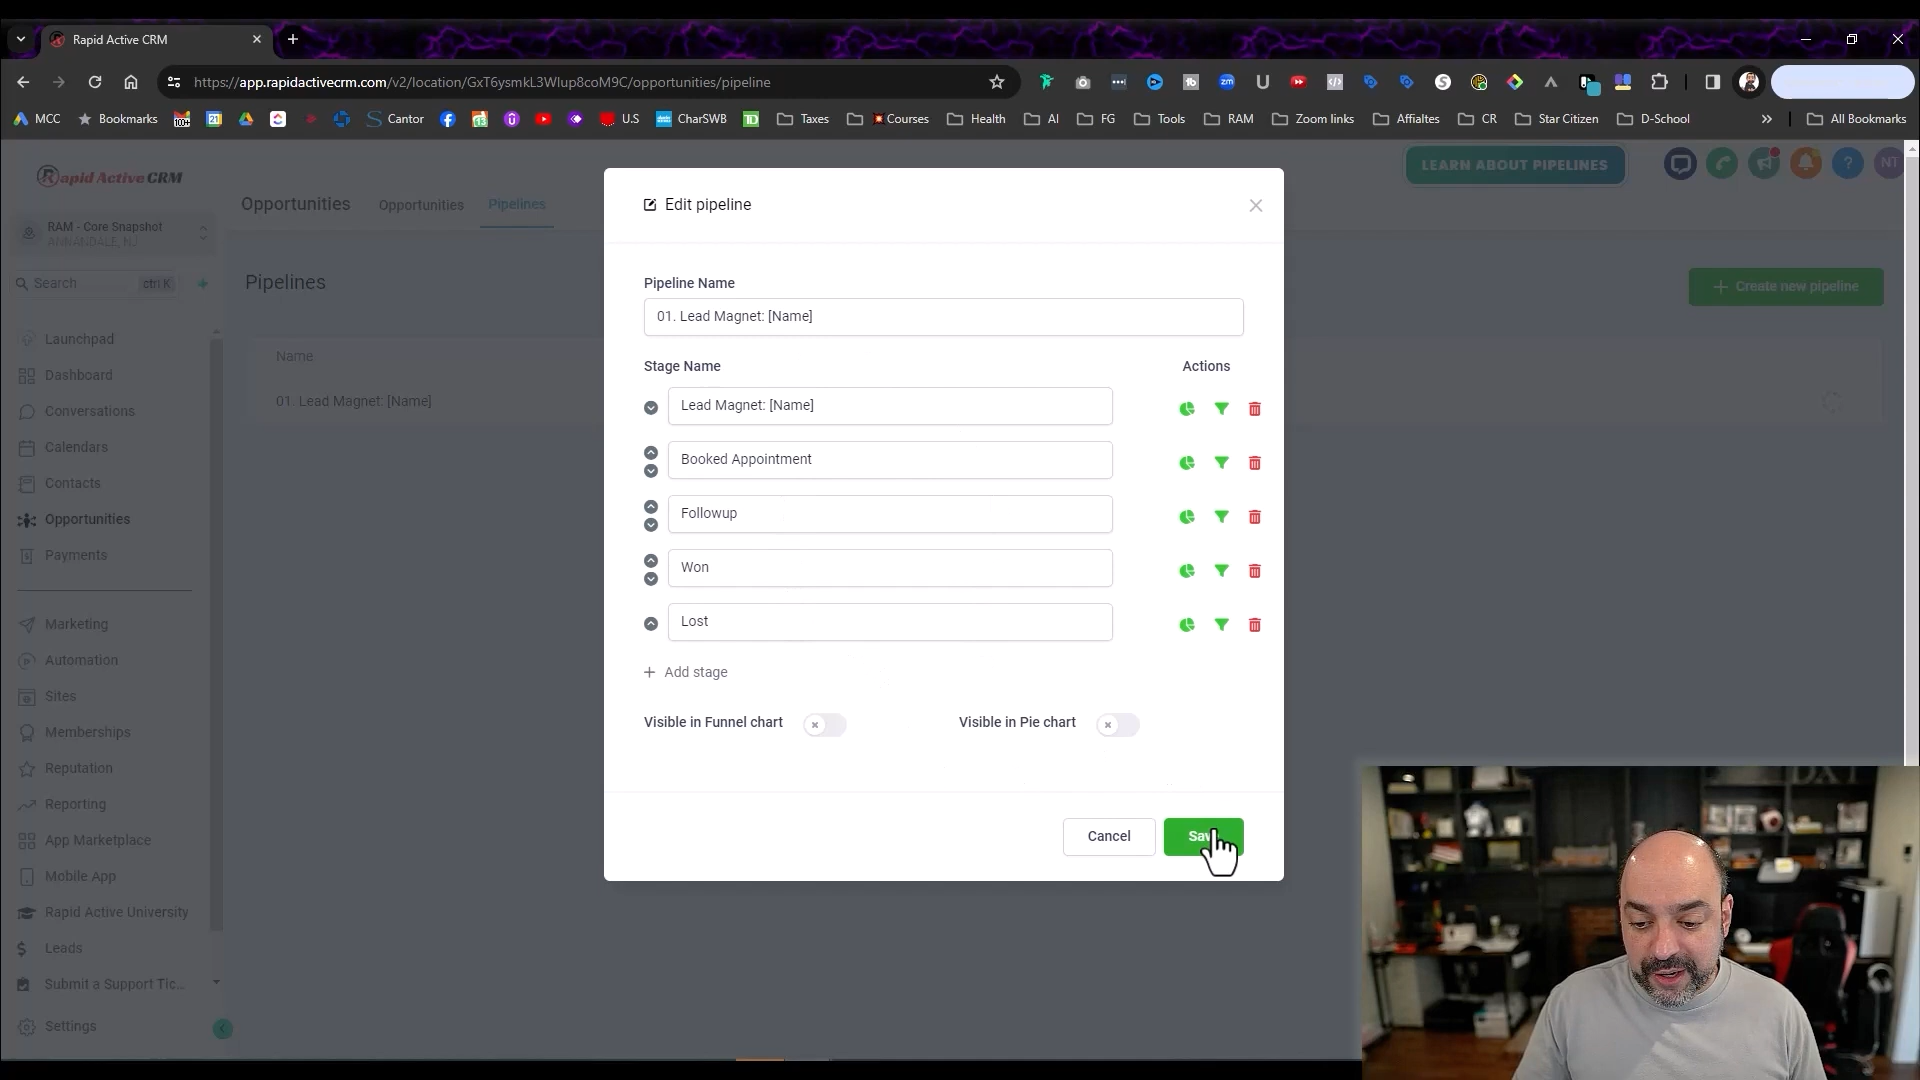 Rapid Active CRM
https://app.rapidactivecrm.com/v2/location/GxT6ysmkL3Wlup8coM9C/opportunities/pipeline
MCC
Bookmarks
Cantor
U.S
CharSWB
Taxes
Courses
Health
AI
FG
Tools
RAM
Zoom links
Affialtes
CR
Star Citizen
D-School
All Bookmarks
Rapid Active CRM
Opportunities
Opportunities
Pipelines
LEARN ABOUT PIPELINES
NT
RAM - Core Snapshot
ANNANDALE, NJ
Search
ctrl K
Pipelines
+ Create new pipeline
Name
01. Lead Magnet: [Name]
Launchpad
Dashboard
Conversations
Calendars
Contacts
Opportunities
Payments
Marketing
Automation
Sites
Memberships
Reputation
Reporting
App Marketplace
Mobile App
Rapid Active University
Leads
Submit a Support Tic...
Settings
Edit pipeline
Pipeline Name
01. Lead Magnet: [Name]
Stage Name
Actions
Lead Magnet: [Name]
Booked Appointment
Followup
Won
Lost
+ Add stage
Visible in Funnel chart
Visible in Pie chart
Cancel